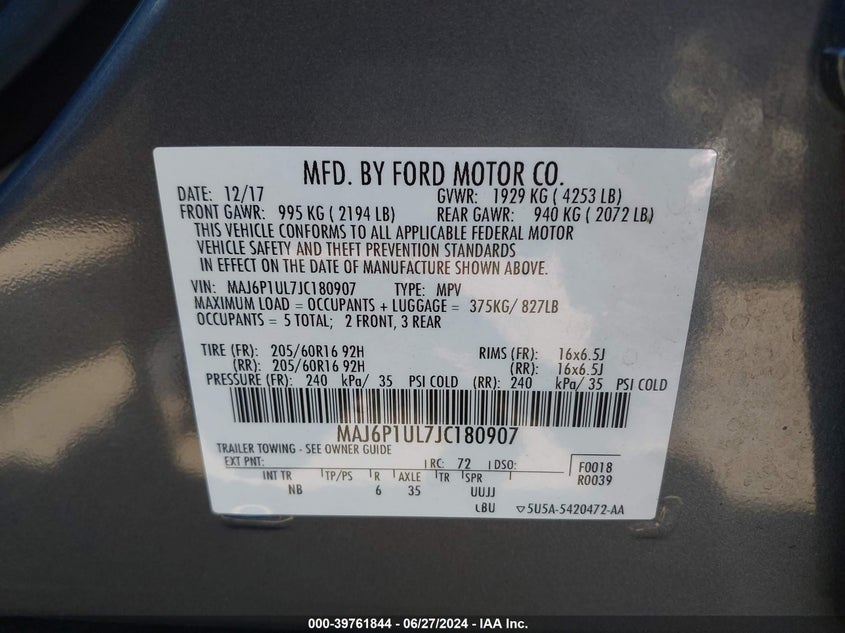 MFD. BY FORD MOTOR CO.
DATE: 12/17 GVWR: 1929 KG ( 4253 LB)
FRONT GAWR: 995 KG ( 2194 LB) REAR GAWR: 940 KG ( 2072 LB)
THIS VEHICLE CONFORMS TO ALL APPLICABLE FEDERAL MOTOR
VEHICLE SAFETY AND THEFT PREVENTION STANDARDS
IN EFFECT ON THE DATE OF MANUFACTURE SHOWN ABOVE.
VIN: MAJ6P1UL7JC180907 TYPE: MPV
MAXIMUM LOAD = OCCUPANTS + LUGGAGE = 375KG/ 827LB
OCCUPANTS = 5 TOTAL; 2 FRONT, 3 REAR
TIRE (FR): 205/60R16 92H RIMS (FR): 16x6.5J
(RR): 205/60R16 92H (RR): 16x6.5J
PRESSURE (FR): 240 kPa/ 35 PSI COLD (RR): 240 kPa/ 35 PSI COLD
MAJ6P1UL7JC180907
TRAILER TOWING - SEE OWNER GUIDE
EXT PNT: RC: 72 DSO: F0018
INT TR TP/PS R AXLE TR SPR R0039
NB 6 35 UUJJ
LBU ▽5U5A-5420472-AA
000-39761844 - 06/27/2024 - IAA Inc.